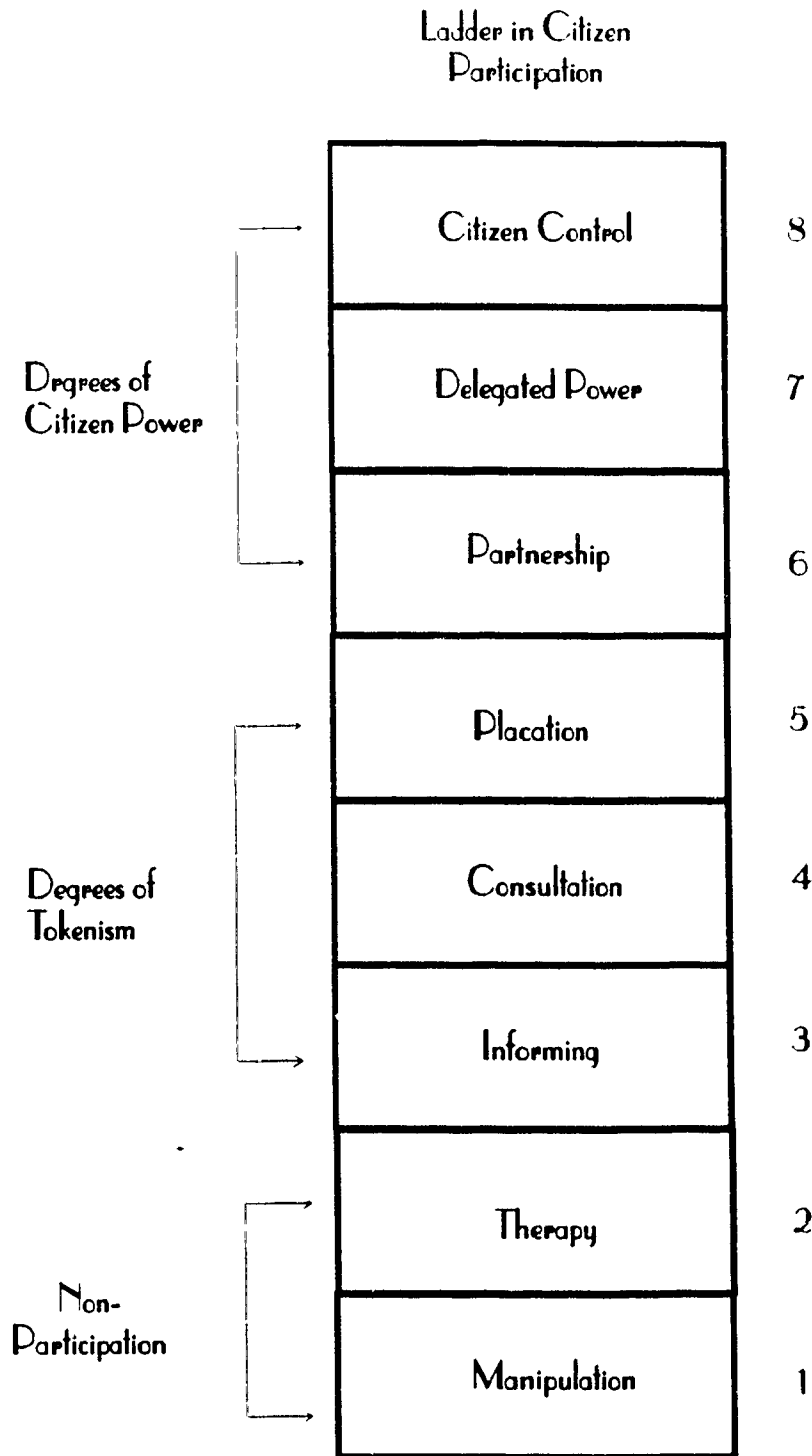 Ladder in Citizen
Participation
Citizen Control
8
Delegated Power
7
Drgrees of
Citizen Power
Partnership
6
Placation
5
Consultation
4
Degrees of
Tokenism
Informing
3
Therapy
2
Non-
Participation
Manipulation
1